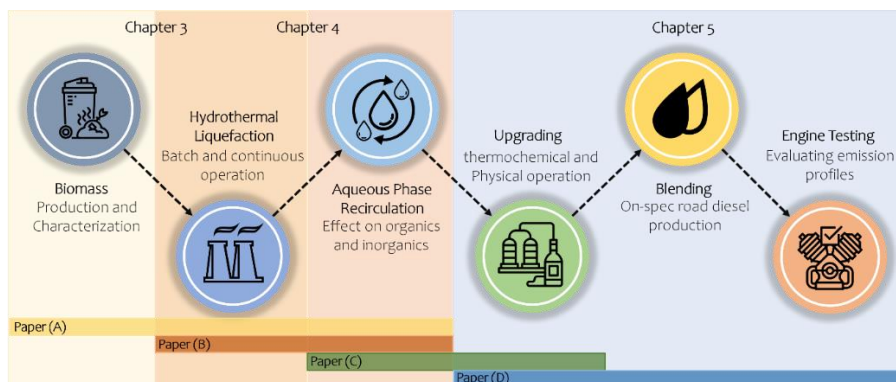 Chapter 3
Chapter 4
Chapter 5
Biomass
Production and
Characterization
Hydrothermal
Liquefaction
Batch and continuous
operation
Aqueous Phase
Recirculation
Effect on organics
and inorganics
Upgrading
thermochemical and
Physical operation
Blending
On-spec road diesel
production
Engine Testing
Evaluating emission
profiles
Paper (A)
Paper (B)
Paper (C)
Paper (D)